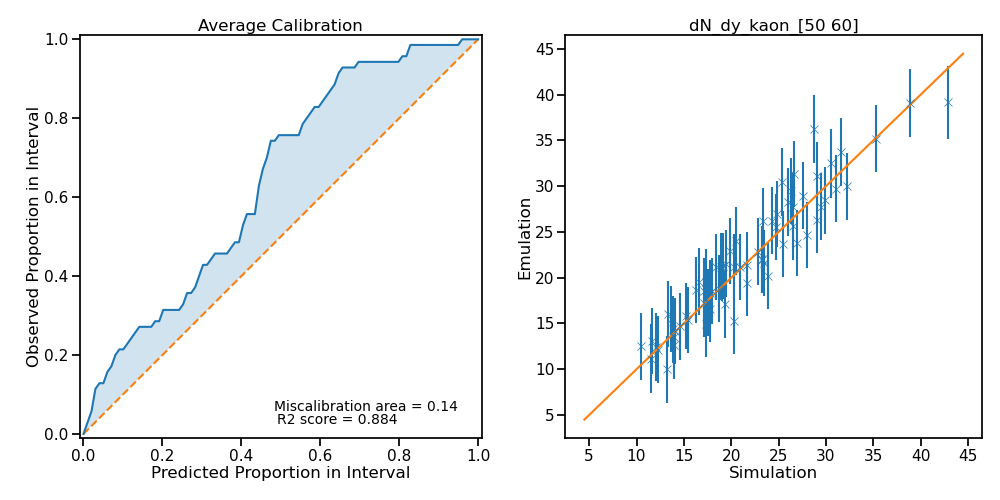 Average Calibration
Observed Proportion in Interval
1.0
0.8
0.6
0.4
0.2
0.0
Miscalibration area = 0.14
R2 score = 0.884
0.0 0.2 0.4 0.6 0.8 1.0
Predicted Proportion in Interval
dN_dy_kaon_[50 60]
Emulation
45
40
35
30
25
20
15
10
5
5 10 15 20 25 30 35 40 45
Simulation